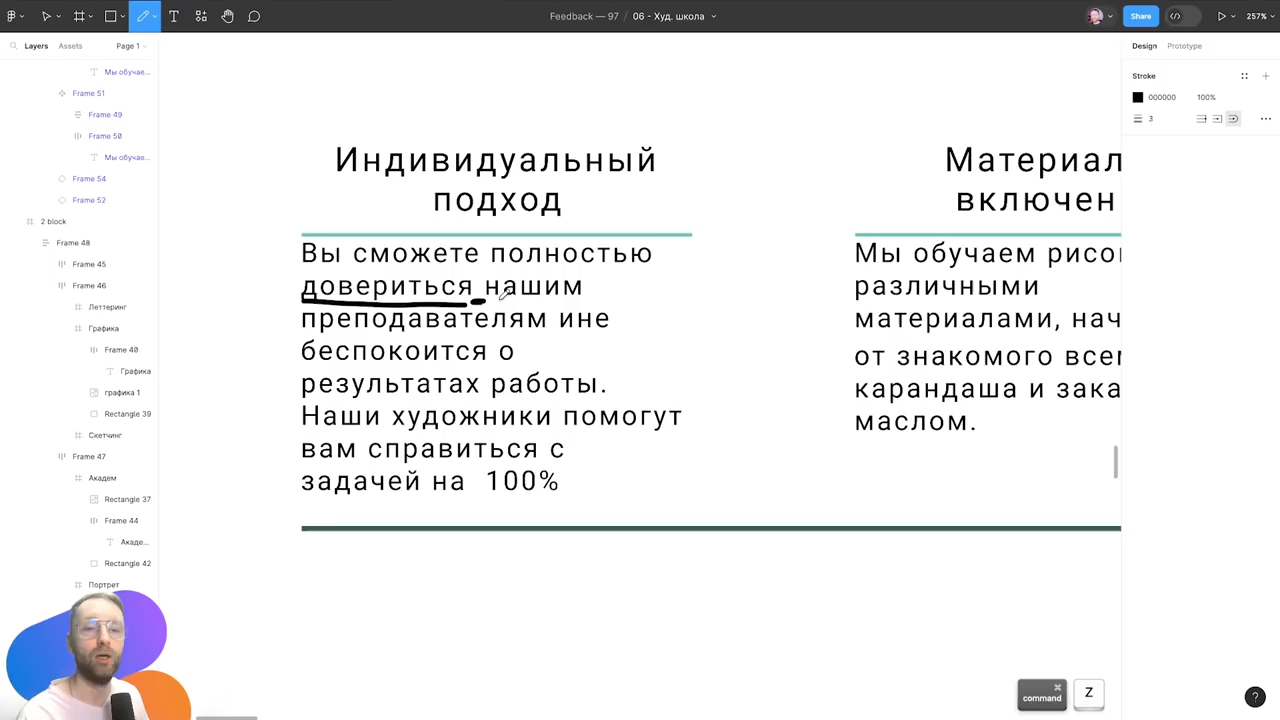 Feedback — 97 / 06 - Худ. школа
Share
257%
Layers
Assets
Page 1
Мы обучае...
Frame 51
Frame 49
Frame 50
Мы обучае...
Frame 54
Frame 52
2 block
Frame 48
Frame 45
Frame 46
Леттеринг
Графика
Frame 40
Графика
графика 1
Rectangle 39
Скетчинг
Frame 47
Академ
Rectangle 37
Frame 44
Акаде...
Rectangle 42
Портрет
Индивидуальный
подход
Вы сможете полностью
довериться нашим
преподавателям ине
беспокоится о
результатах работы.
Наши художники помогут
вам справиться с
задачей на 100%
Материал
включен
Мы обучаем рисо
различными
материалами, нач
от знакомого все
карандаша и зака
маслом.
Design
Prototype
Stroke
000000
100%
3
command
Z
?